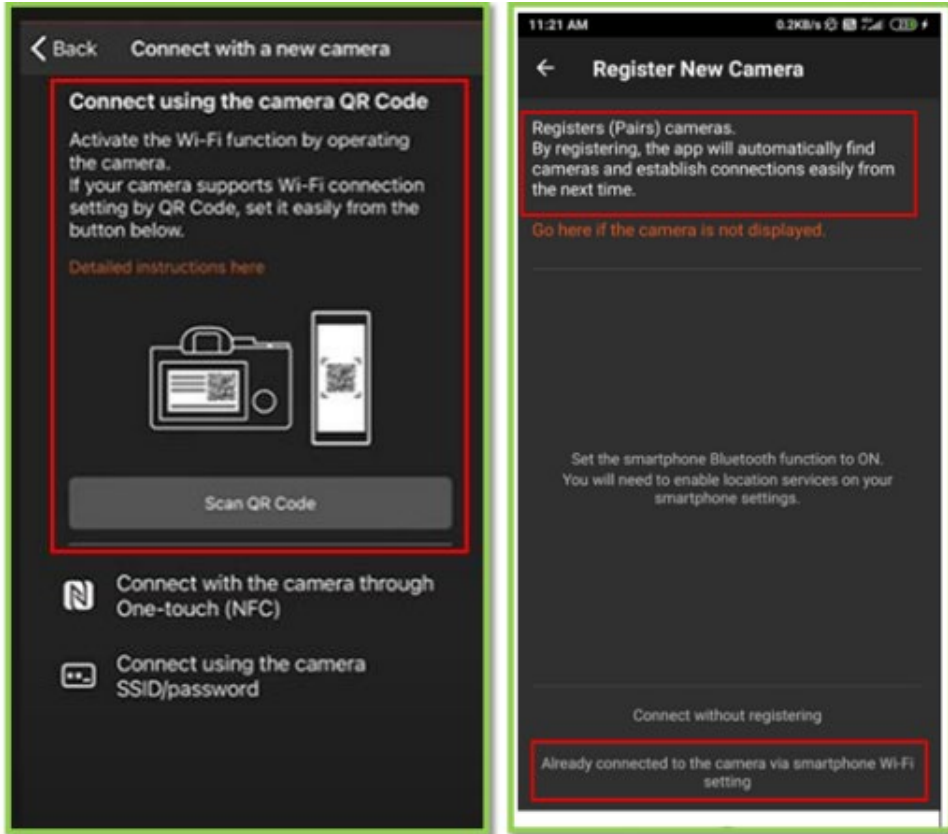 Back Connect with a new camera
Connect using the camera QR Code
Activate the Wi-Fi function by operating
the camera.
If your camera supports Wi-Fi connection
setting by QR Code, set it easily from the
button below.
Detailed instructions here
Scan QR Code
Connect with the camera through
One-touch (NFC)
Connect using the camera
SSID/password
11:21 AM 0.2KB/s
Register New Camera
Registers (Pairs) cameras.
By registering, the app will automatically find
cameras and establish connections easily from
the next time.
Go here if the camera is not displayed.
Set the smartphone Bluetooth function to ON.
You will need to enable location services on your
smartphone settings.
Connect without registering
Already connected to the camera via smartphone Wi-Fi
setting